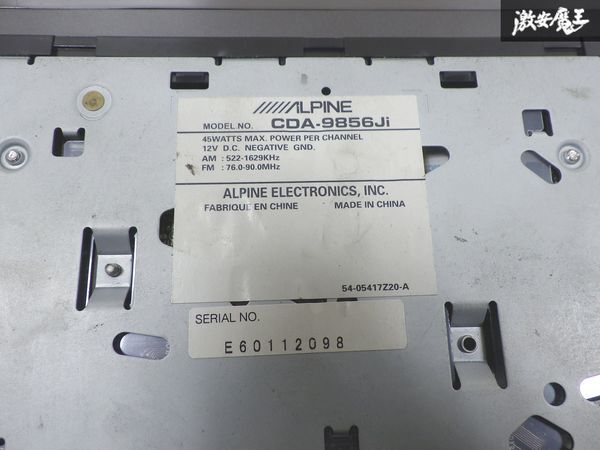 激安魔王
ALPINE
MODEL NO. CDA-9856Ji
45WATTS MAX. POWER PER CHANNEL
12V D.C. NEGATIVE GND.
AM : 522-1629KHz
FM : 76.0-90.0MHz
ALPINE ELECTRONICS, INC.
FABRIQUE EN CHINE MADE IN CHINA
54-05417Z20-A
SERIAL NO.
E60112098